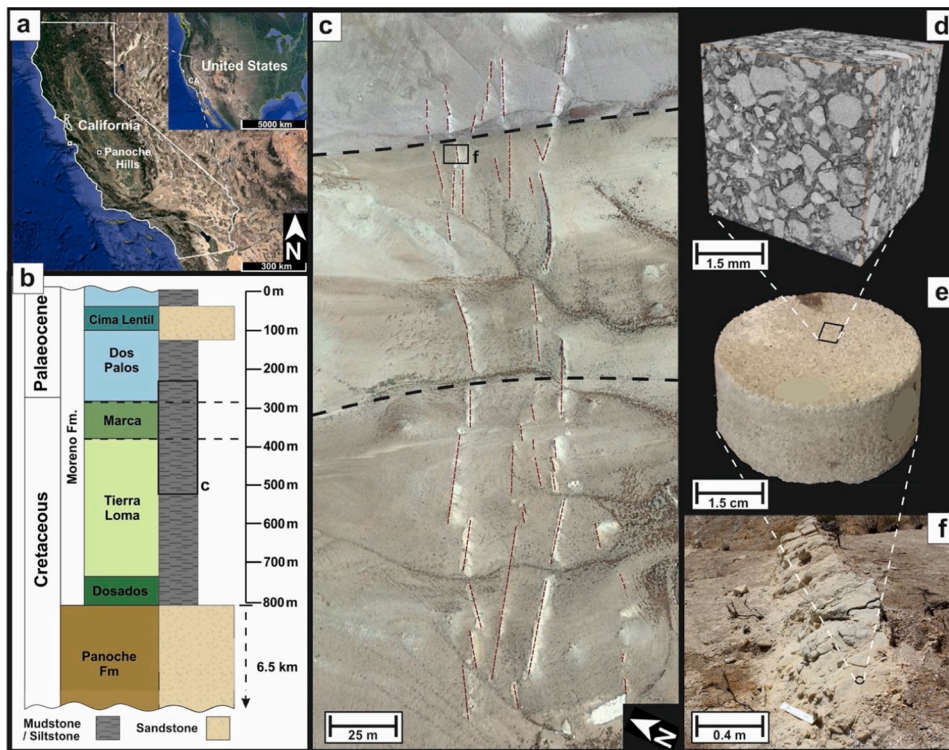 a
United States
CA
5000 km
California
Panoche
Hills
N
300 km
b
Palaeocene
Cretaceous
Moreno Fm.
Cima Lentil
Dos
Palos
Marca
Tierra
Loma
Dosados
Panoche
Fm
0 m
100 m
200 m
300 m
400 m
500 m
600 m
700 m
800 m
6.5 km
c
Mudstone
/ Siltstone
Sandstone
c
f
25 m
N
d
1.5 mm
e
1.5 cm
f
0.4 m